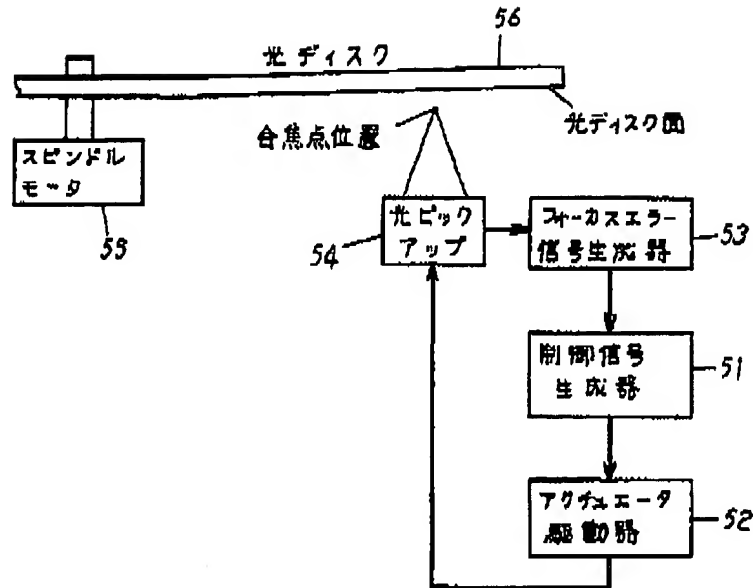 56
光ディスク
合焦点位置
光ディスク面
スピンドル
モータ
55
光ピック
アップ
54
フォーカスエラー
信号生成器
53
制御信号
生成器
51
アクチュエータ
駆動器
52